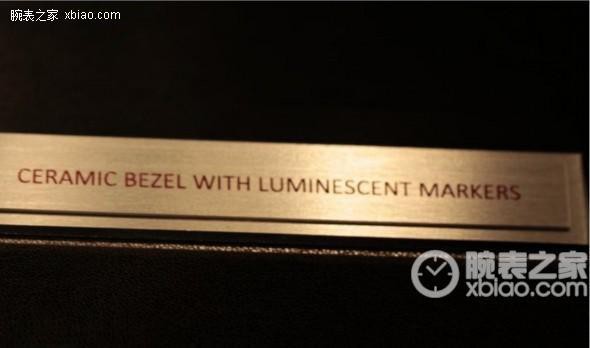 腕表之家 xbiao.com
CERAMIC BEZEL WITH LUMINESCENT MARKERS
腕表之家
xbiao.com